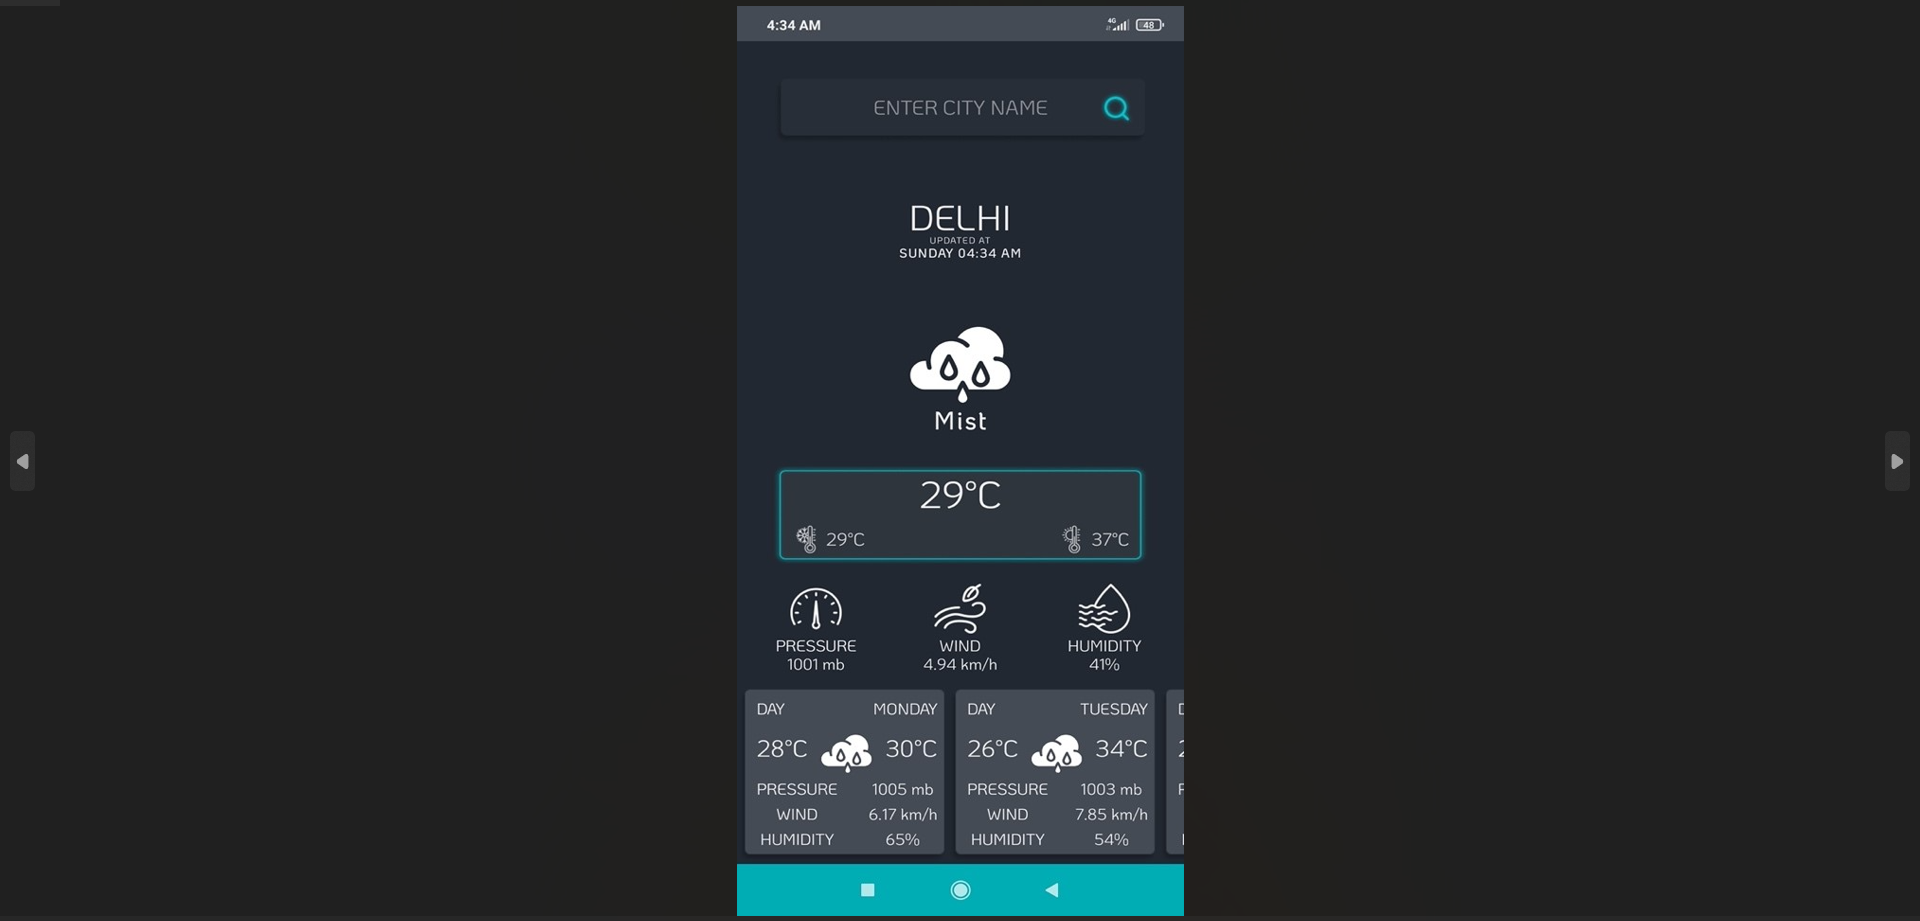 4:34 AM
4G
48
ENTER CITY NAME
DELHI
UPDATED AT
SUNDAY 04:34 AM
Mist
29°C
29°C 37°C
PRESSURE WIND HUMIDITY
1001 mb 4.94 km/h 41%
DAY MONDAY
28°C 30°C
PRESSURE 1005 mb
WIND 6.17 km/h
HUMIDITY 65%
DAY TUESDAY
26°C 34°C
PRESSURE 1003 mb
WIND 7.85 km/h
HUMIDITY 54%